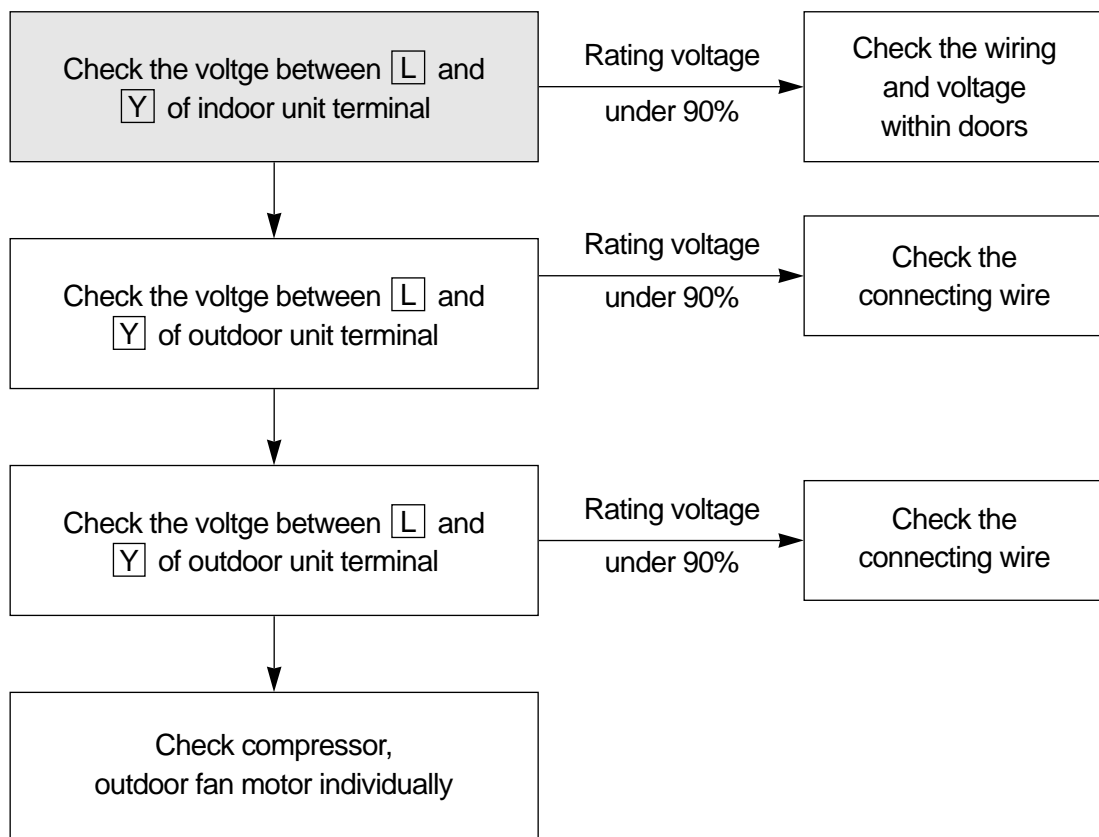 Check the voltge between L and
Y of indoor unit terminal
Rating voltage
under 90%
Check the wiring
and voltage
within doors
Check the voltge between L and
Y of outdoor unit terminal
Rating voltage
under 90%
Check the
connecting wire
Check the voltge between L and
Y of outdoor unit terminal
Rating voltage
under 90%
Check the
connecting wire
Check compressor,
outdoor fan motor individually